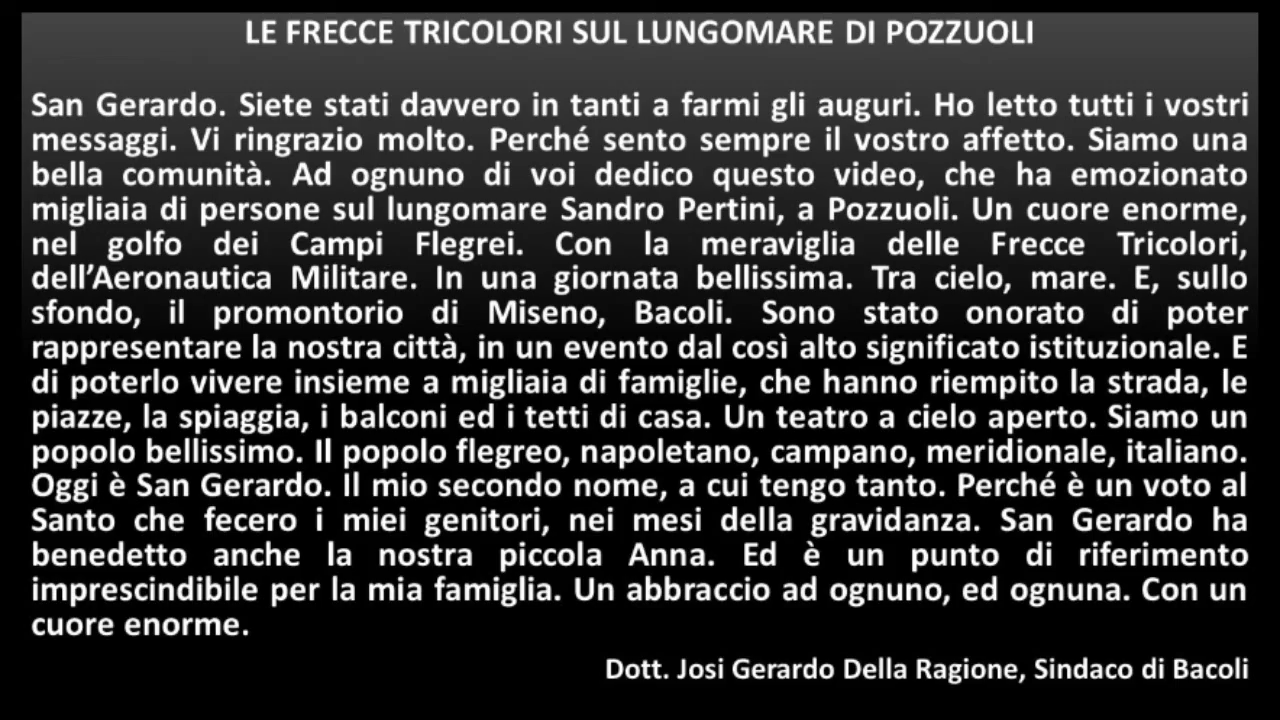 LE FRECCE TRICOLORI SUL LUNGOMARE DI POZZUOLI
San Gerardo. Siete stati davvero in tanti a farmi gli auguri. Ho letto tutti i vostri
messaggi. Vi ringrazio molto. Perché sento sempre il vostro affetto. Siamo una
bella comunità. Ad ognuno di voi dedico questo video, che ha emozionato
migliaia di persone sul lungomare Sandro Pertini, a Pozzuoli. Un cuore enorme,
nel golfo dei Campi Flegrei. Con la meraviglia delle Frecce Tricolori,
dell’Aeronautica Militare. In una giornata bellissima. Tra cielo, mare. E, sullo
sfondo, il promontorio di Miseno, Bacoli. Sono stato onorato di poter
rappresentare la nostra città, in un evento dal così alto significato istituzionale. E
di poterlo vivere insieme a migliaia di famiglie, che hanno riempito la strada, le
piazze, la spiaggia, i balconi ed i tetti di casa. Un teatro a cielo aperto. Siamo un
popolo bellissimo. Il popolo flegreo, napoletano, campano, meridionale, italiano.
Oggi è San Gerardo. Il mio secondo nome, a cui tengo tanto. Perché è un voto al
Santo che fecero i miei genitori, nei mesi della gravidanza. San Gerardo ha
benedetto anche la nostra piccola Anna. Ed è un punto di riferimento
imprescindibile per la mia famiglia. Un abbraccio ad ognuno, ed ognuna. Con un
cuore enorme.
Dott. Josi Gerardo Della Ragione, Sindaco di Bacoli